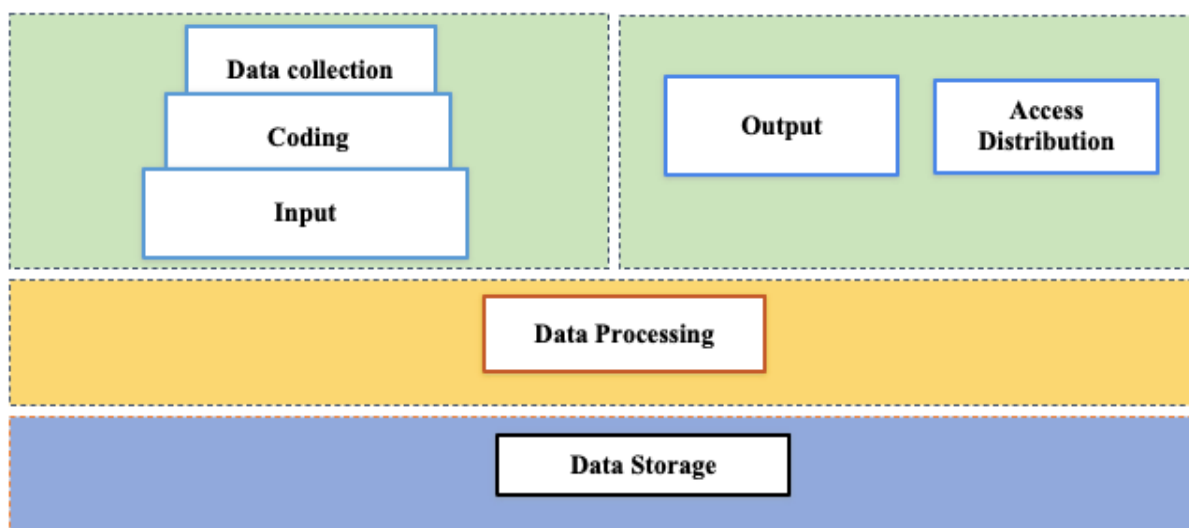 Data collection
Coding
Input
Output
Access
Distribution
Data Processing
Data Storage